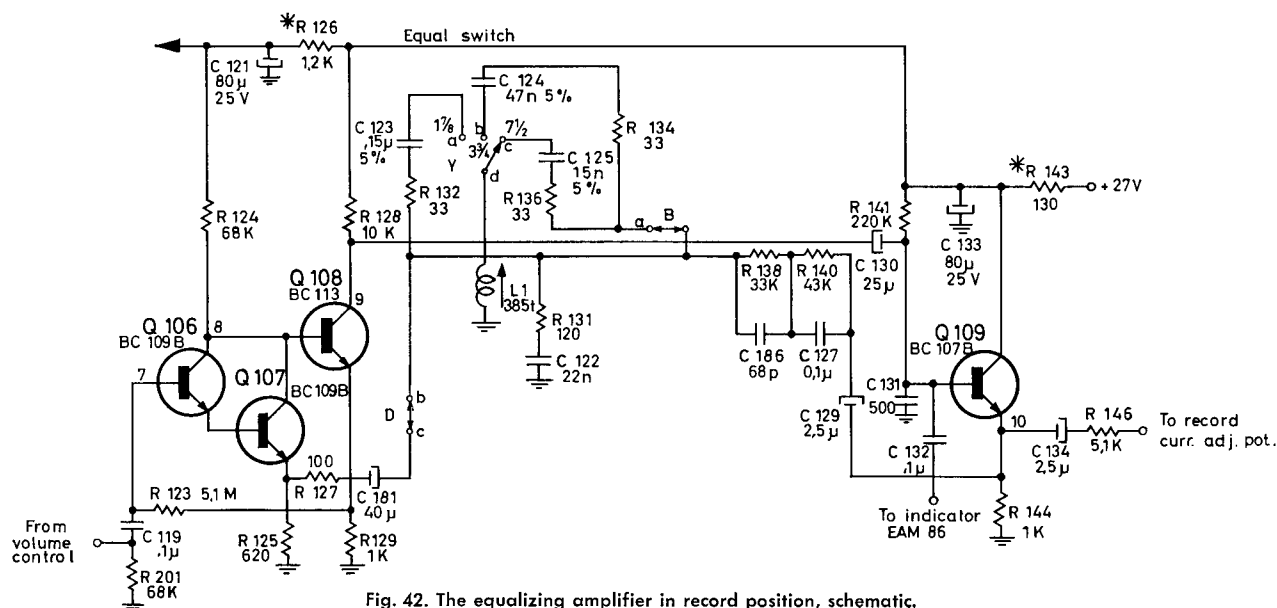 * R 126
1,2 K
Equal switch
C 121
80µ
25 V
C 124
47n 5%
C 123
,15µ
5%
1⅞
a
Y
b
3¾
7½
c
d
R 134
33
C 125
15n
5%
R 132
33
R 136
33
* R 143
130
+ 27V
R 124
68K
R 128
10 K
a
B
R 141
220 K
C 133
80µ
25 V
Q 108
BC 113
9
L1
385t
R 138
33K
R 140
43K
C 130
25µ
Q 106
BC 109B
8
R 131
120
C 122
22n
C 186
68p
C 127
0,1µ
Q 109
BC 107B
7
Q 107
BC 109B
D
b
c
C 131
500
C 129
2,5µ
10
R 146
5,1K
To record
curr. adj. pot.
100
R 127
C 181
40µ
C 132
,1µ
C 134
2,5µ
R 123 5,1 M
From
volume
control
C 119
,1µ
R 125
620
R129
1K
To indicator
EAM 86
R 144
1K
R 201
68K
Fig. 42. The equalizing amplifier in record position, schematic.